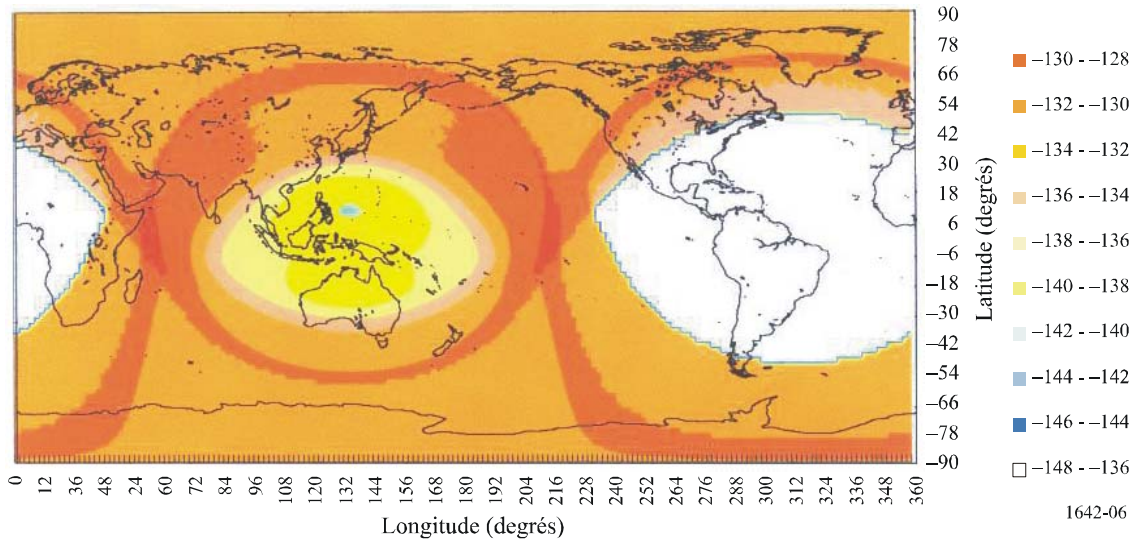 90
78
66
54
42
30
18
6
–6
–18
–30
–42
–54
–66
–78
–90
Latitude (degrés)
0 12 36 48 24 60 72 84 96 108 120 132 144 156 168 180 192 204 216 228 240 252 264 276 288 300 312 324 336 348 360
Longitude (degrés)
–130 - –128
–132 - –130
–134 - –132
–136 - –134
–138 - –136
–140 - –138
–142 - –140
–144 - –142
–146 - –144
–148 - –136
1642-06